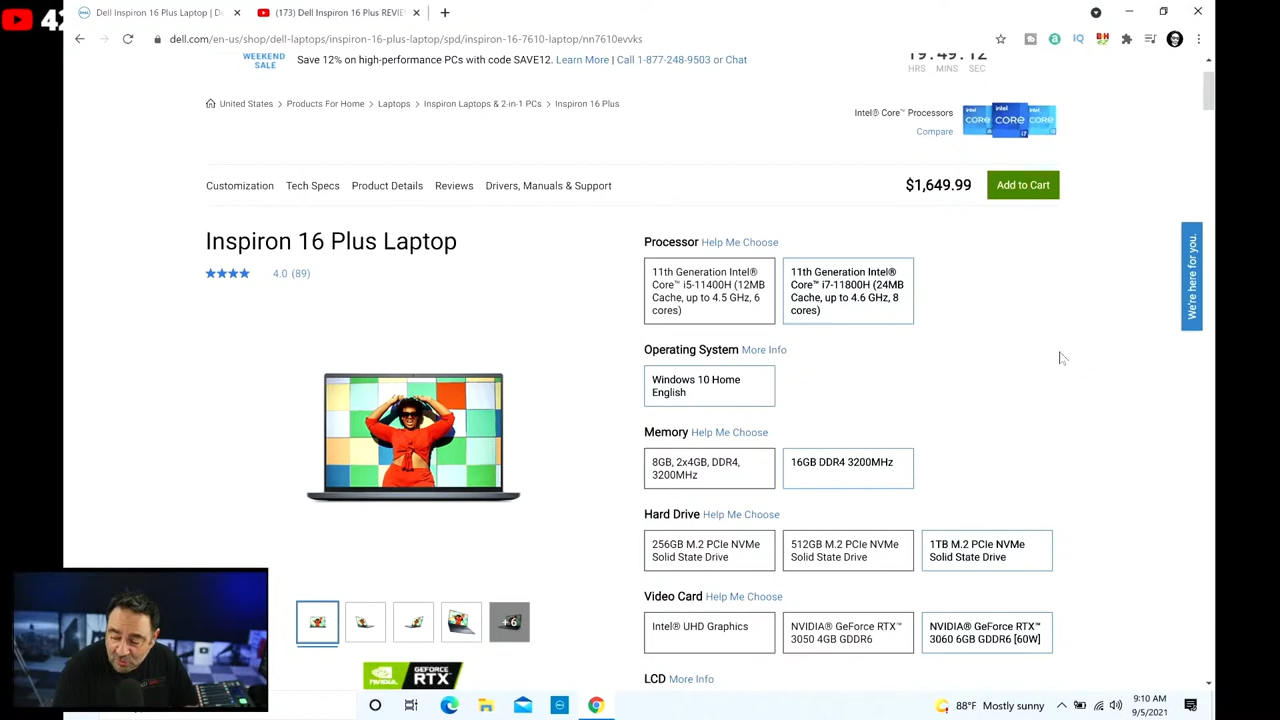 42
Dell Inspiron 16 Plus Laptop | De
(173) Dell Inspiron 16 Plus REVIE
dell.com/en-us/shop/dell-laptops/inspiron-16-plus-laptop/spd/inspiron-16-7610-laptop/nn7610evvks
WEEKEND
SALE
Save 12% on high-performance PCs with code SAVE12. Learn More | Call 1-877-248-9503 or Chat
19:49:12
HRS MINS SEC
United States > Products For Home > Laptops > Inspiron Laptops & 2-in-1 PCs > Inspiron 16 Plus
Intel® Core™ Processors
Compare
intel
CORE
CORE
i7
CORE
Customization
Tech Specs
Product Details
Reviews
Drivers, Manuals & Support
$1,649.99
Add to Cart
Inspiron 16 Plus Laptop
4.0 (89)
Processor Help Me Choose
11th Generation Intel®
Core™ i5-11400H (12MB
Cache, up to 4.5 GHz, 6
cores)
11th Generation Intel®
Core™ i7-11800H (24MB
Cache, up to 4.6 GHz, 8
cores)
We're here for you.
Operating System More Info
Windows 10 Home
English
Memory Help Me Choose
8GB, 2x4GB, DDR4,
3200MHz
16GB DDR4 3200MHz
Hard Drive Help Me Choose
256GB M.2 PCIe NVMe
Solid State Drive
512GB M.2 PCIe NVMe
Solid State Drive
1TB M.2 PCIe NVMe
Solid State Drive
Video Card Help Me Choose
Intel® UHD Graphics
NVIDIA® GeForce RTX™
3050 4GB GDDR6
NVIDIA® GeForce RTX™
3060 6GB GDDR6 [60W]
+6
NVIDIA
GEFORCE
RTX
LCD More Info
88°F Mostly sunny
9:10 AM
9/5/2021